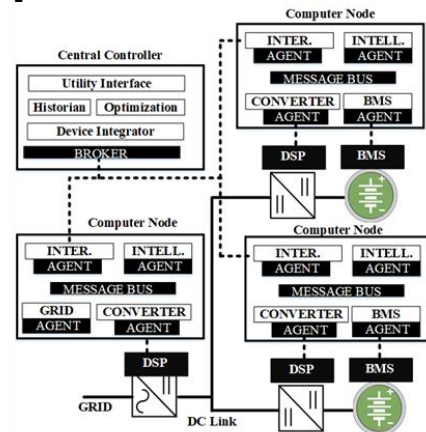 Computer Node
INTER. INTELL.
AGENT AGENT
MESSAGE BUS
CONVERTER BMS
AGENT AGENT
DSP BMS
Central Controller
Utility Interface
Historian Optimization
Device Integrator
BROKER
Computer Node
INTER. INTELL.
AGENT AGENT
MESSAGE BUS
GRID CONVERTER
AGENT AGENT
DSP
GRID
DC Link
Computer Node
INTER. INTELL.
AGENT AGENT
MESSAGE BUS
CONVERTER BMS
AGENT AGENT
DSP BMS